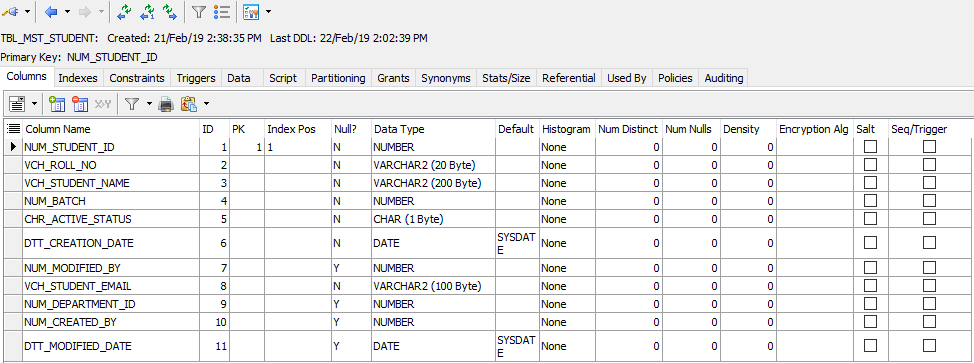 TBL_MST_STUDENT: Created: 21/Feb/19 2:38:35 PM Last DDL: 22/Feb/19 2:02:39 PM
Primary Key: NUM_STUDENT_ID
Columns Indexes Constraints Triggers Data Script Partitioning Grants Synonyms Stats/Size Referential Used By Policies Auditing
X+Y
Column Name ID PK Index Pos Null? Data Type Default Histogram Num Distinct Num Nulls Density Encryption Alg Salt Seq/Trigger
NUM_STUDENT_ID 1 1 1 N NUMBER None 0 0 0
VCH_ROLL_NO 2 N VARCHAR2 (20 Byte) None 0 0 0
VCH_STUDENT_NAME 3 N VARCHAR2 (200 Byte) None 0 0 0
NUM_BATCH 4 N NUMBER None 0 0 0
CHR_ACTIVE_STATUS 5 N CHAR (1 Byte) None 0 0 0
DTT_CREATION_DATE 6 N DATE SYSDATE None 0 0 0
NUM_MODIFIED_BY 7 Y NUMBER None 0 0 0
VCH_STUDENT_EMAIL 8 N VARCHAR2 (100 Byte) None 0 0 0
NUM_DEPARTMENT_ID 9 Y NUMBER None 0 0 0
NUM_CREATED_BY 10 Y NUMBER None 0 0 0
DTT_MODIFIED_DATE 11 Y DATE SYSDATE None 0 0 0